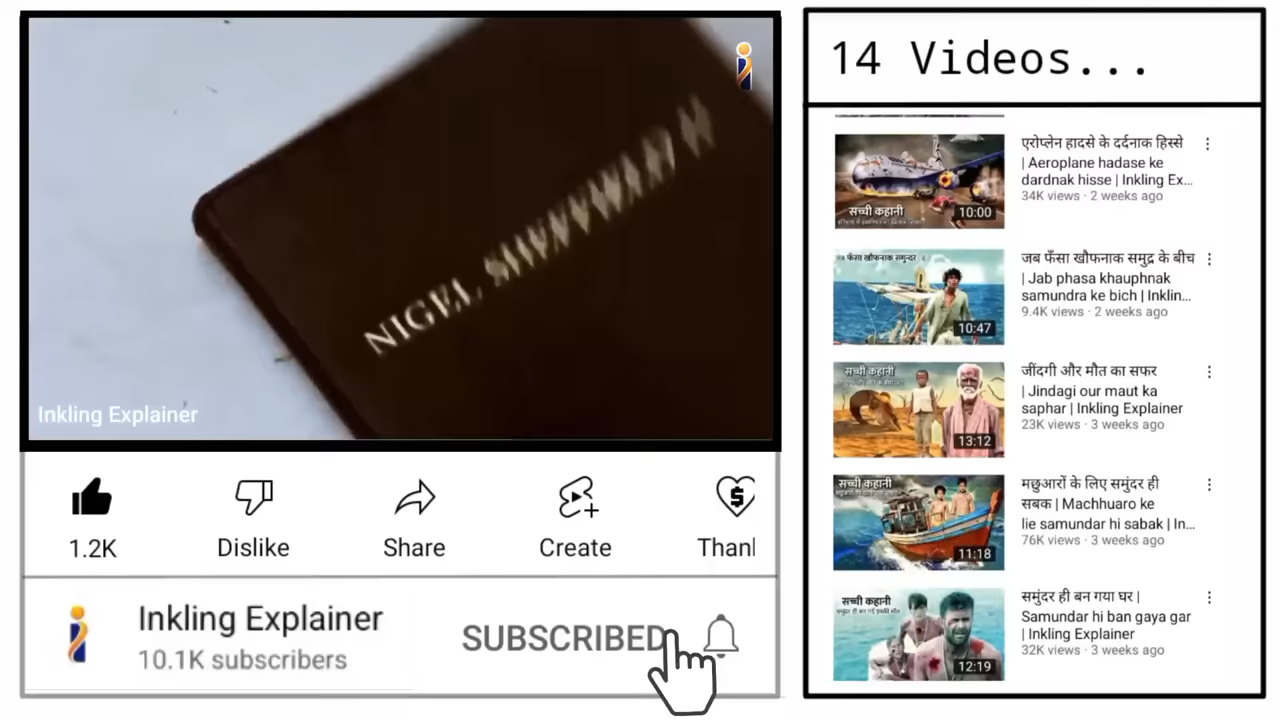 NIGEL
Inkling Explainer
1.2K
Dislike
Share
Create
Thanl
Inkling Explainer
10.1K subscribers
SUBSCRIBED
14 Videos...
सच्ची कहानी
10:00
एरोप्लेन हादसे के दर्दनाक हिस्से
| Aeroplane hadase ke
dardnak hisse | Inkling Ex...
34K views · 2 weeks ago
जब फँसा खौफनाक समुन्दर
10:47
जब फँसा खौफनाक समुद्र के बीच
| Jab phasa khauphnak
samundra ke bich | Inklin...
9.4K views · 2 weeks ago
सच्ची कहानी
13:12
जींदगी और मौत का सफर
| Jindagi our maut ka
saphar | Inkling Explainer
23K views · 3 weeks ago
सच्ची कहानी
11:18
मछुआरों के लिए समुंदर ही
सबक | Machhuaro ke
lie samundar hi sabak | In...
76K views · 3 weeks ago
सच्ची कहानी
12:19
समुंदर ही बन गया घर |
Samundar hi ban gaya gar
| Inkling Explainer
32K views · 3 weeks ago